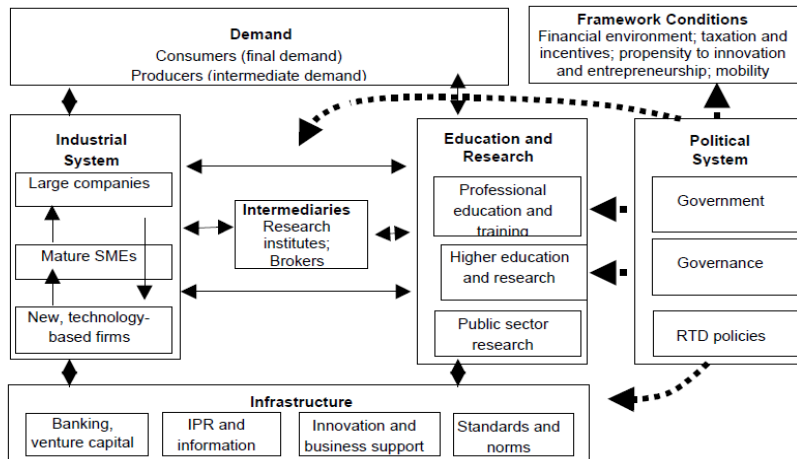 Demand
Consumers (final demand)
Producers (intermediate demand)
Framework Conditions
Financial environment; taxation and
incentives; propensity to innovation
and entrepreneurship; mobility
Industrial
System
Large companies
Mature SMEs
New, technology-
based firms
Intermediaries
Research
institutes;
Brokers
Education and
Research
Professional
education and
training
Higher education
and research
Public sector
research
Political
System
Government
Governance
RTD policies
Infrastructure
Banking,
venture capital
IPR and
information
Innovation and
business support
Standards and
norms